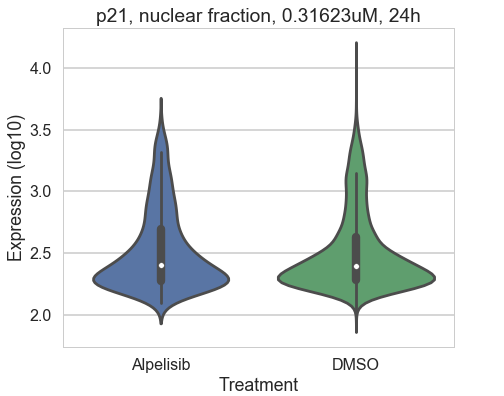 p21, nuclear fraction, 0.31623uM, 24h
4.0
3.5
3.0
2.5
2.0
Expression (log10)
Alpelisib DMSO
Treatment